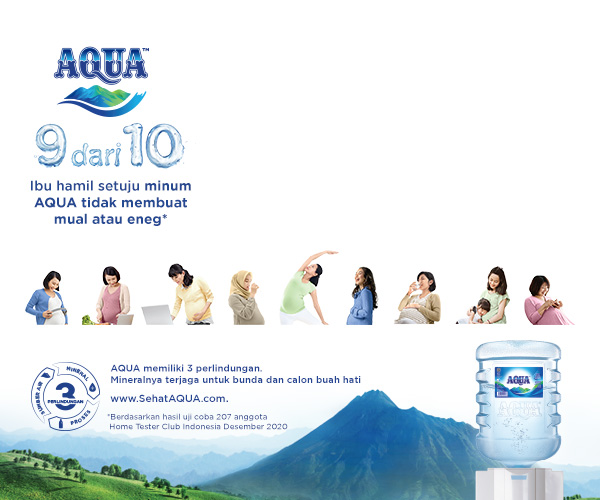 AQUA™
9 dari 10
Ibu hamil setuju minum
AQUA tidak membuat
mual atau eneg*
MINERAL
SUMBER AIR
3
PERLINDUNGAN
PROSES
AQUA memiliki 3 perlindungan.
Mineralnya terjaga untuk bunda dan calon buah hati
www.SehatAQUA.com.
*Berdasarkan hasil uji coba 207 anggota
Home Tester Club Indonesia Desember 2020
AQUA